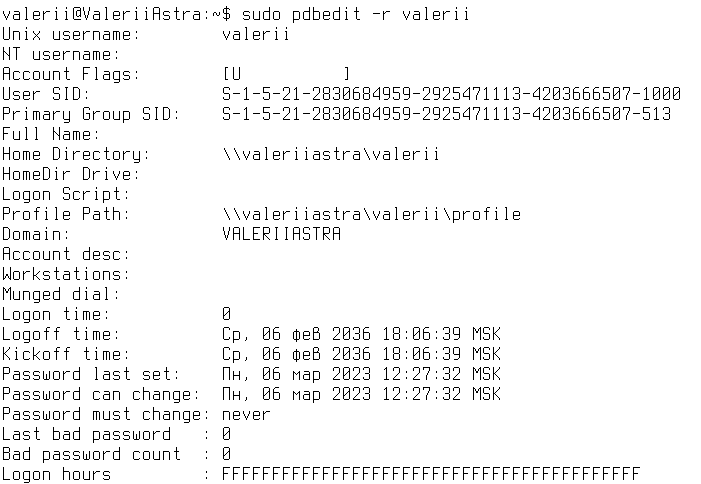 valerii@ValeriiAstra:~$ sudo pdbedit -r valerii
Unix username:        valerii
NT username:
Account Flags:        [U          ]
User SID:             S-1-5-21-2830684959-2925471113-4203666507-1000
Primary Group SID:    S-1-5-21-2830684959-2925471113-4203666507-513
Full Name:
Home Directory:       \\valeriiastra\valerii
HomeDir Drive:
Logon Script:
Profile Path:         \\valeriiastra\valerii\profile
Domain:               VALERIIASTRA
Account desc:
Workstations:
Munged dial:
Logon time:           0
Logoff time:          Ср, 06 фев 2036 18:06:39 MSK
Kickoff time:         Ср, 06 фев 2036 18:06:39 MSK
Password last set:    Пн, 06 мар 2023 12:27:32 MSK
Password can change:  Пн, 06 мар 2023 12:27:32 MSK
Password must change: never
Last bad password   : 0
Bad password count  : 0
Logon hours         : FFFFFFFFFFFFFFFFFFFFFFFFFFFFFFFFFFFFFFFFFF